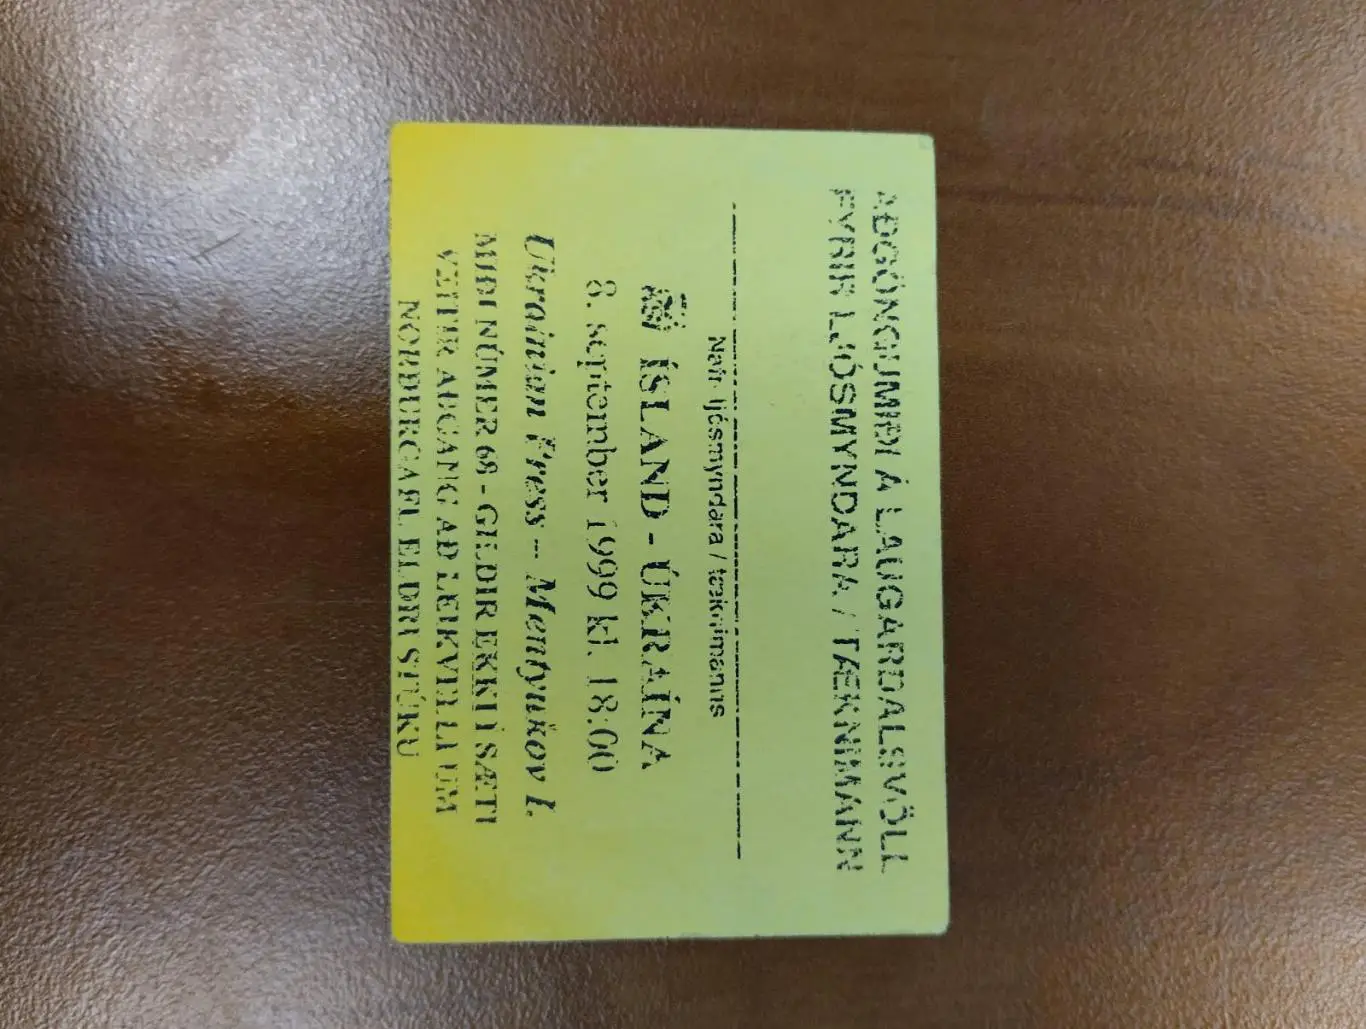 AÐGÖNGUMIÐI Á LAUGARDALSVÖLL
FYRIR LJÓSMYNDARA / TÆKNIMANN
Nafn ljósmyndara / tæknimanns
ÍSLAND - ÚKRAÍNA
8. september 1999 kl. 18:00
Ukrainian Press – Mentyukov I.
MIÐI NÚMER 68 - GILDIR EKKI Í SÆTI
VEITIR AÐGANG AÐ LEIKVELLI UM
NORÐURGAFL ELDRI STÚKU